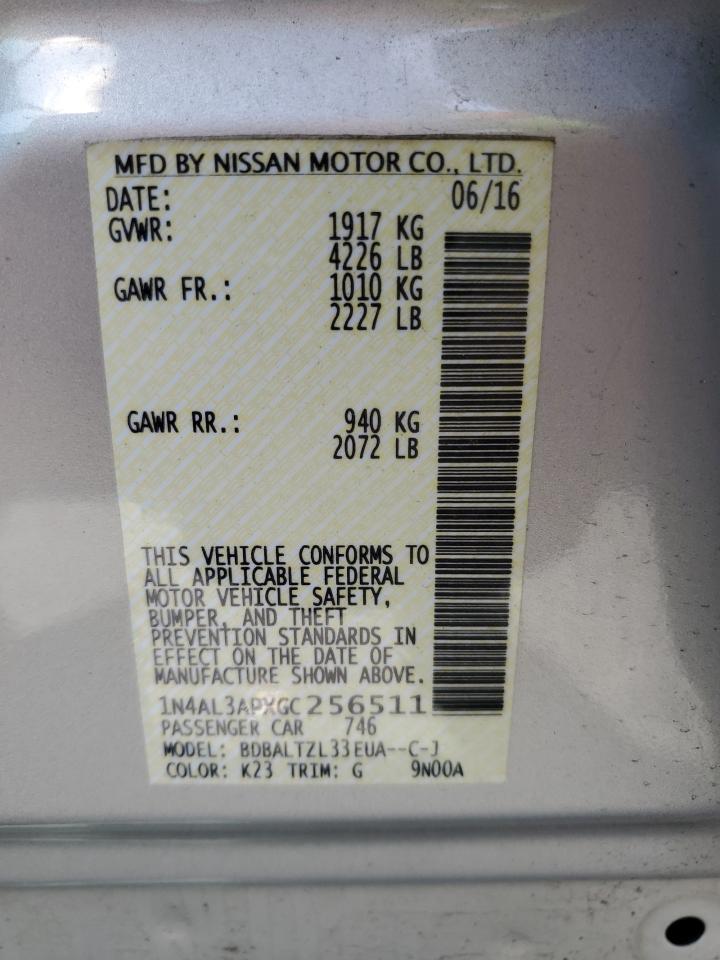 MFD BY NISSAN MOTOR CO., LTD.
DATE: 06/16
GVWR: 1917 KG
4226 LB
GAWR FR.: 1010 KG
2227 LB
GAWR RR.: 940 KG
2072 LB
THIS VEHICLE CONFORMS TO
ALL APPLICABLE FEDERAL
MOTOR VEHICLE SAFETY,
BUMPER, AND THEFT
PREVENTION STANDARDS IN
EFFECT ON THE DATE OF
MANUFACTURE SHOWN ABOVE.
1N4AL3APXGC256511
PASSENGER CAR 746
MODEL: BDBALTZL33EUA--C-J
COLOR: K23 TRIM: G 9N00A